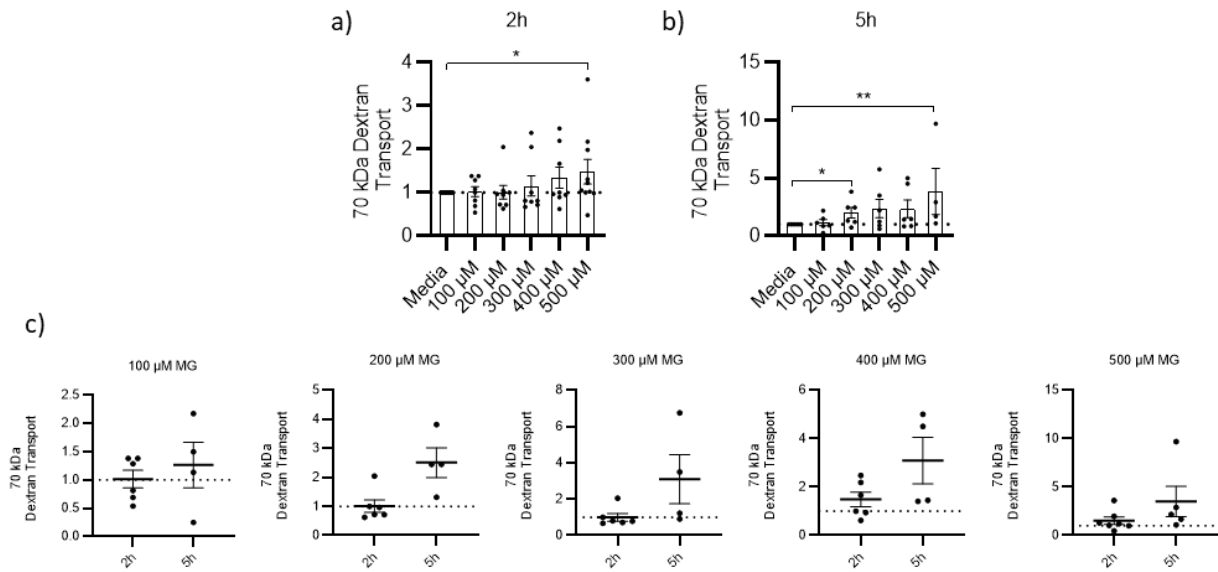 a)
2h
70 kDa Dextran
Transport
4
3
2
1
0
*
Media
100 µM
200 µM
300 µM
400 µM
500 µM
b)
5h
70 kDa Dextran
Transport
15
10
5
0
*
**
Media
100 µM
200 µM
300 µM
400 µM
500 µM
c)
100 µM MG
70 kDa
Dextran Transport
2.5
2.0
1.5
1.0
0.5
0.0
2h
5h
200 µM MG
70 kDa
Dextran Transport
5
4
3
2
1
0
2h
5h
300 µM MG
70 kDa
Dextran Transport
8
6
4
2
0
2h
5h
400 µM MG
70 kDa
Dextran Transport
6
4
2
0
2h
5h
500 µM MG
70 kDa
Dextran Transport
15
10
5
0
2h
5h